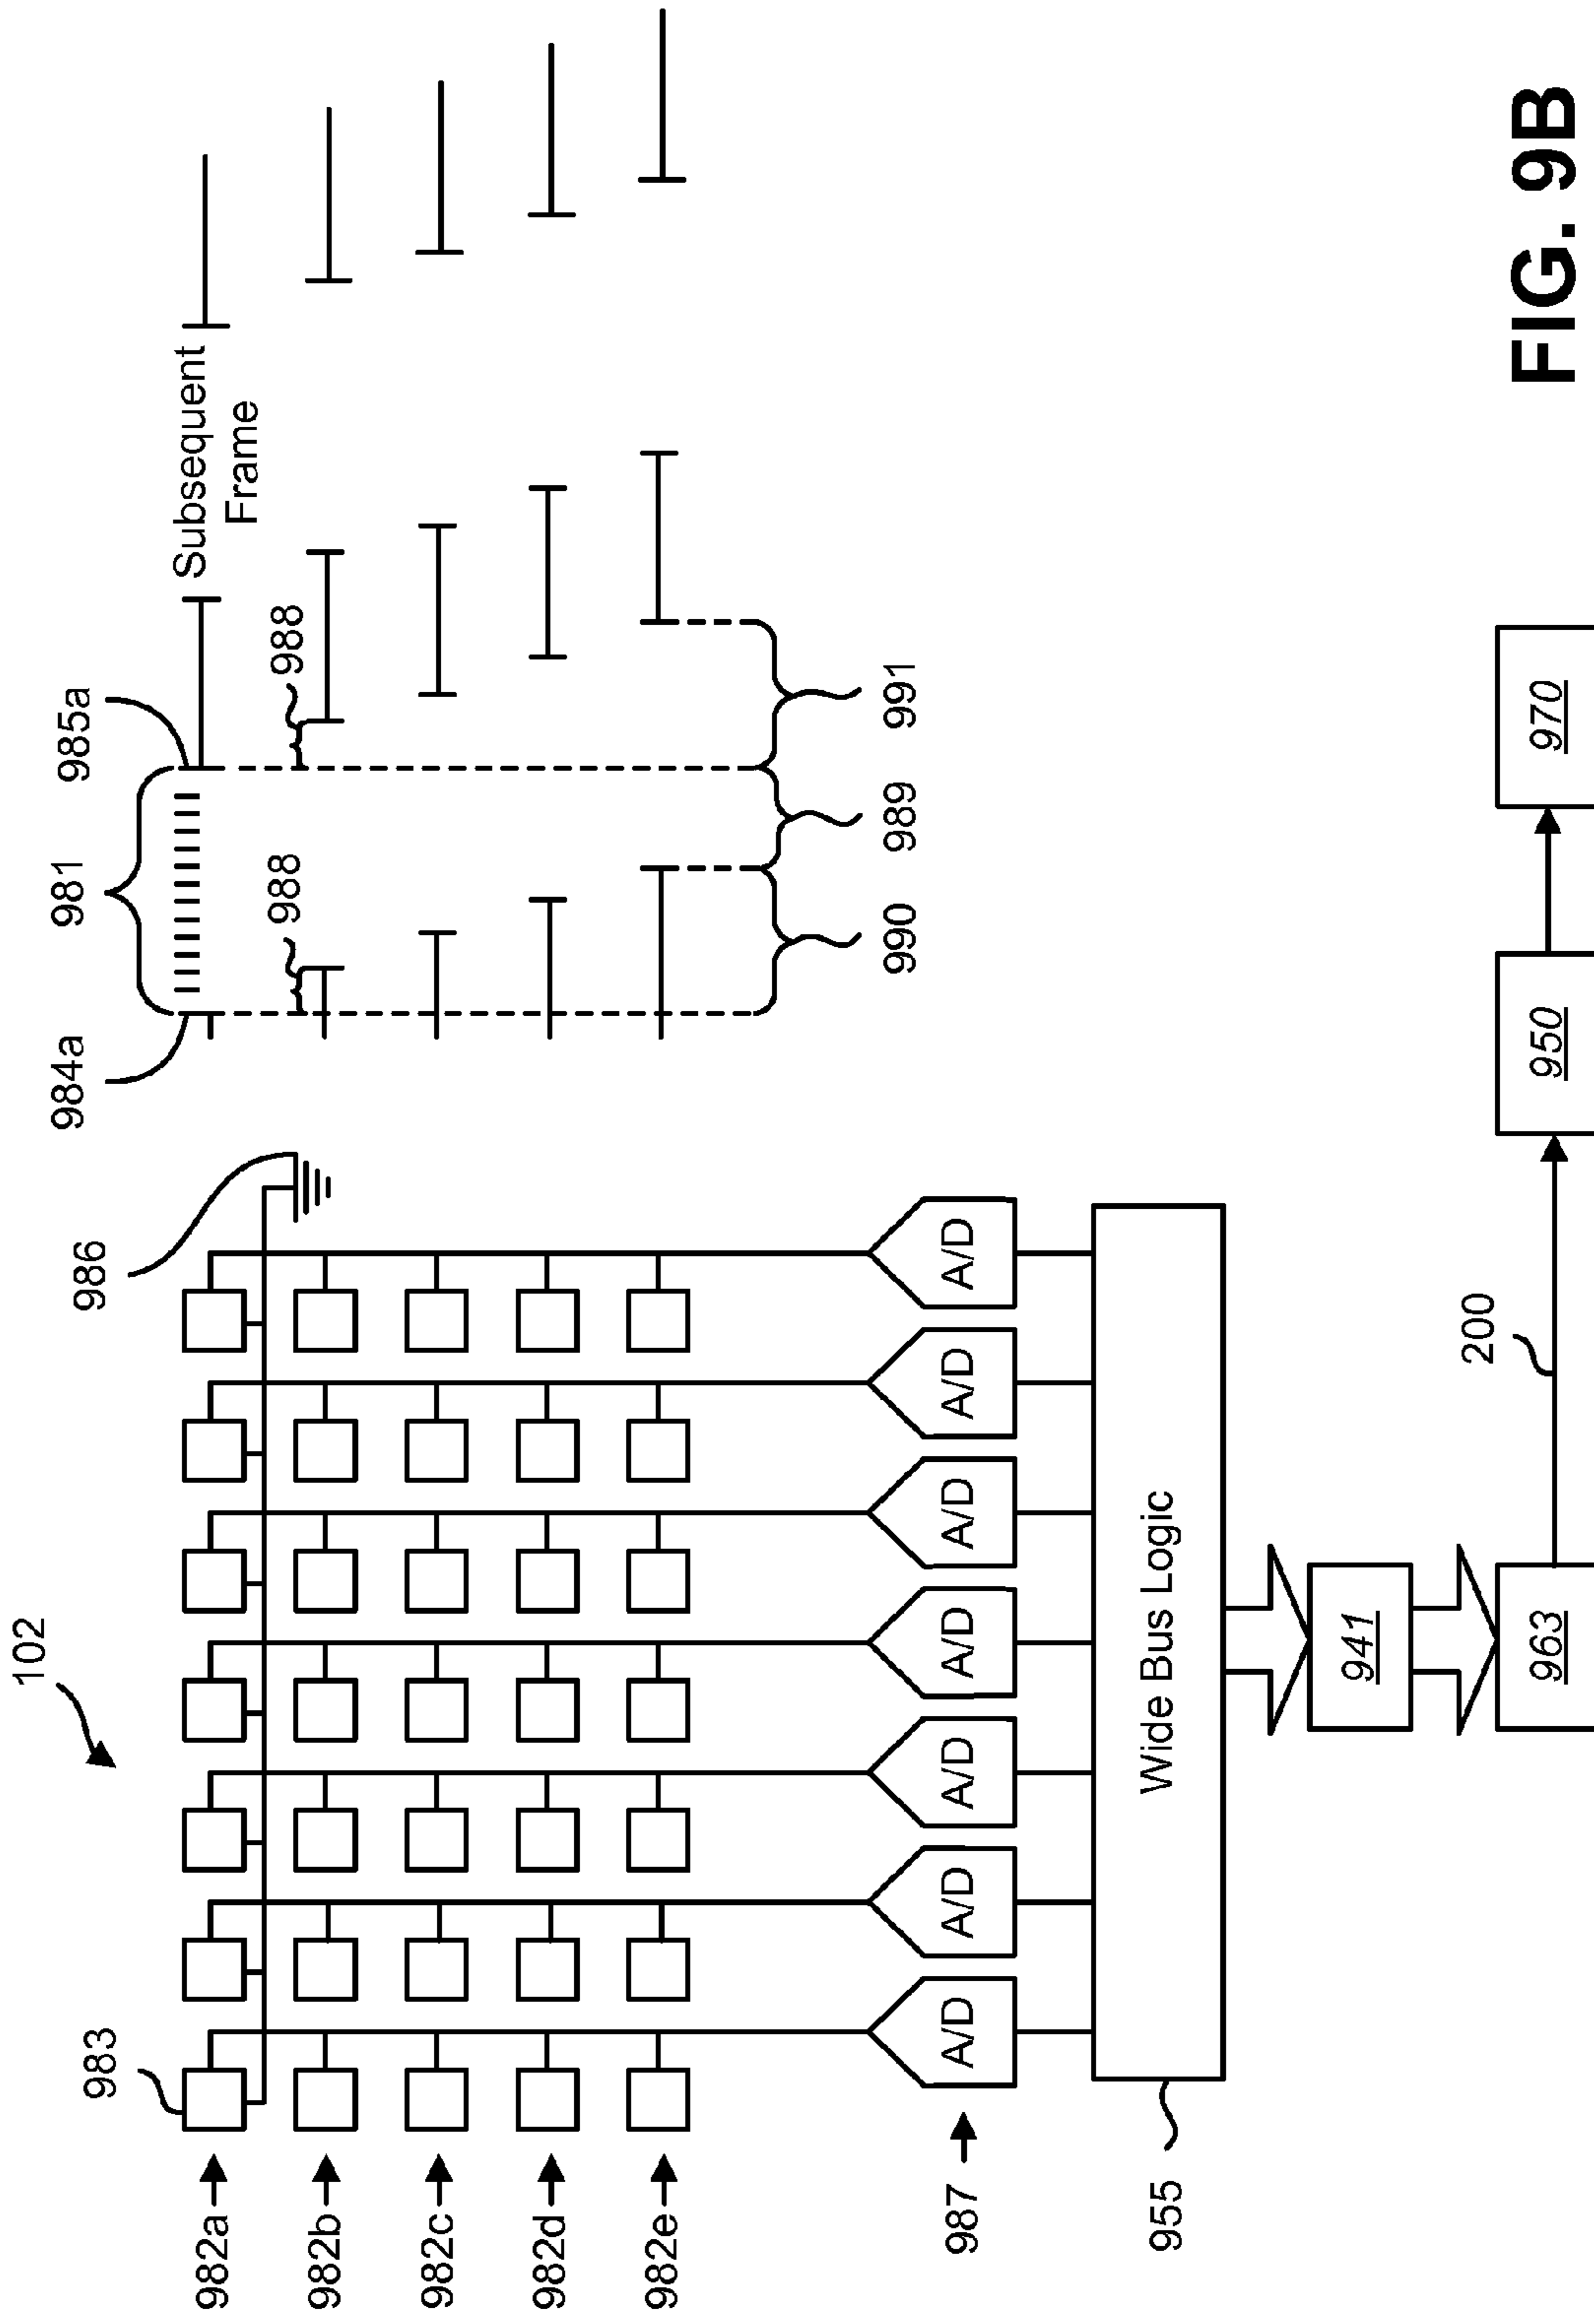 102
981
984a
985a
983
986
982a
Subsequent
Frame
988
988
982b
982c
982d
982e
990
989
991
987
A/D
A/D
A/D
A/D
A/D
A/D
A/D
955
Wide Bus Logic
941
963
200
950
970
FIG. 9B